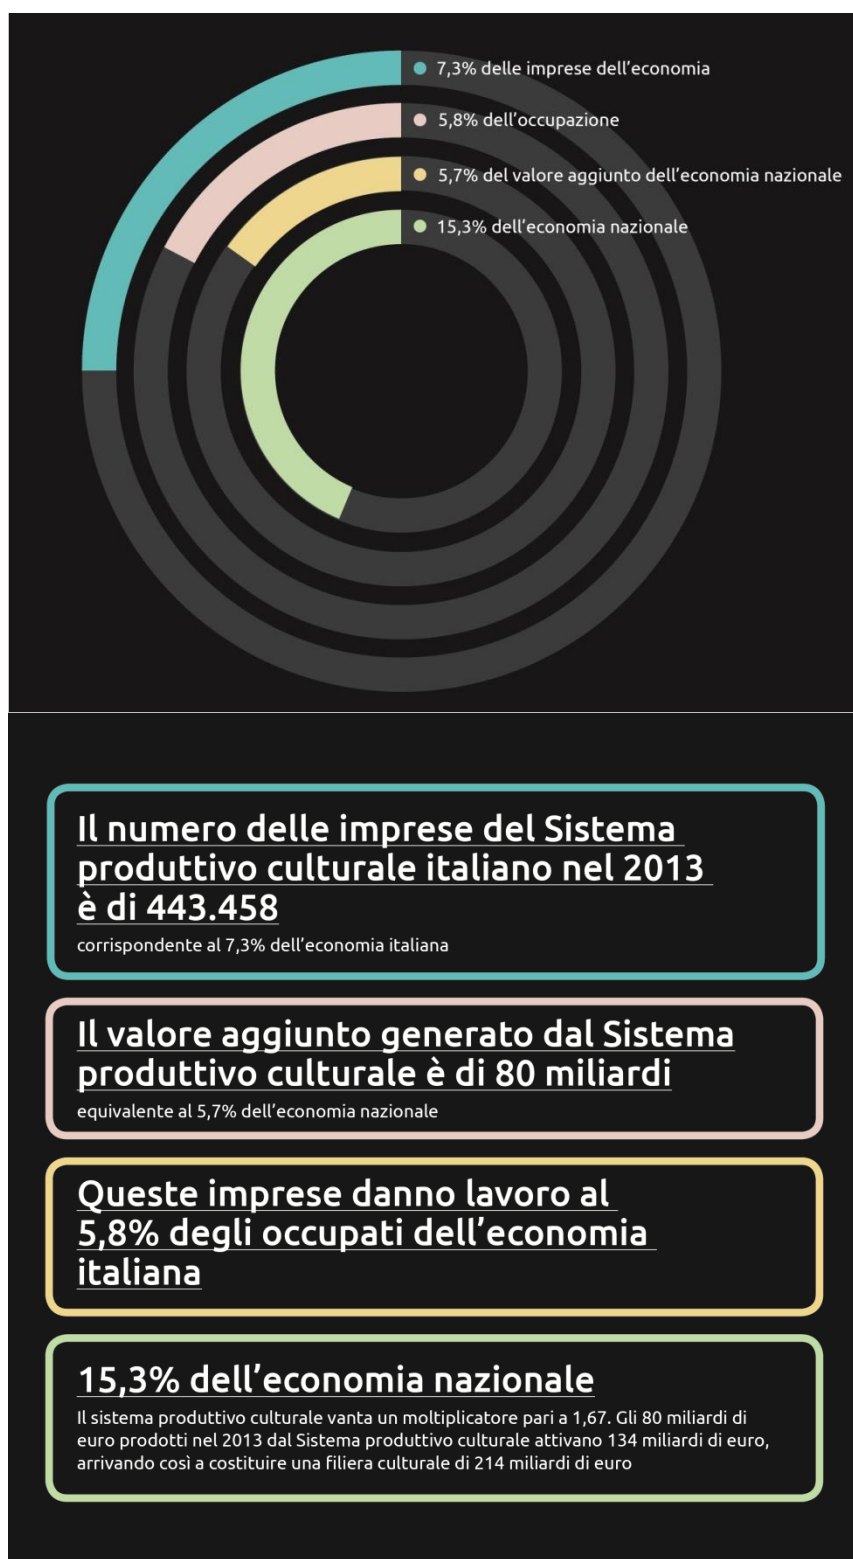 7,3% delle imprese dell’economia
5,8% dell’occupazione
5,7% del valore aggiunto dell’economia nazionale
15,3% dell’economia nazionale
Il numero delle imprese del Sistema
produttivo culturale italiano nel 2013
è di 443.458
corrispondente al 7,3% dell’economia italiana
Il valore aggiunto generato dal Sistema
produttivo culturale è di 80 miliardi
equivalente al 5,7% dell’economia nazionale
Queste imprese danno lavoro al
5,8% degli occupati dell’economia
italiana
15,3% dell’economia nazionale
Il sistema produttivo culturale vanta un moltiplicatore pari a 1,67. Gli 80 miliardi di
euro prodotti nel 2013 dal Sistema produttivo culturale attivano 134 miliardi di euro,
arrivando così a costituire una filiera culturale di 214 miliardi di euro